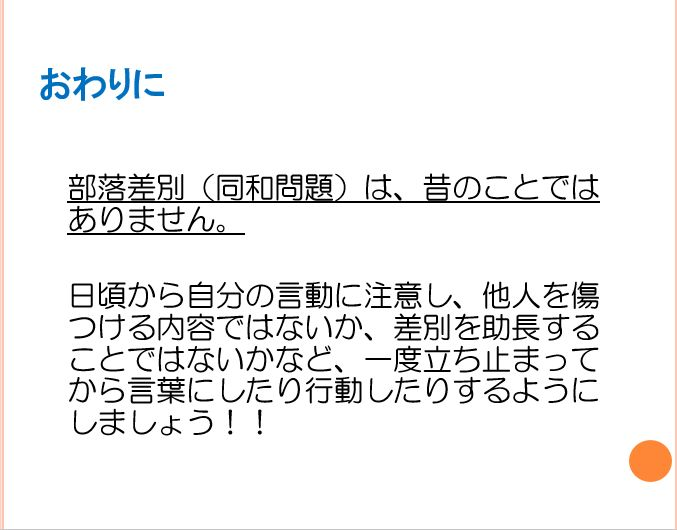 おわりに
部落差別（同和問題）は、昔のことでは
ありません。
日頃から自分の言動に注意し、他人を傷
つける内容ではないか、差別を助長する
ことではないかなど、一度立ち止まって
から言葉にしたり行動したりするように
しましょう！！